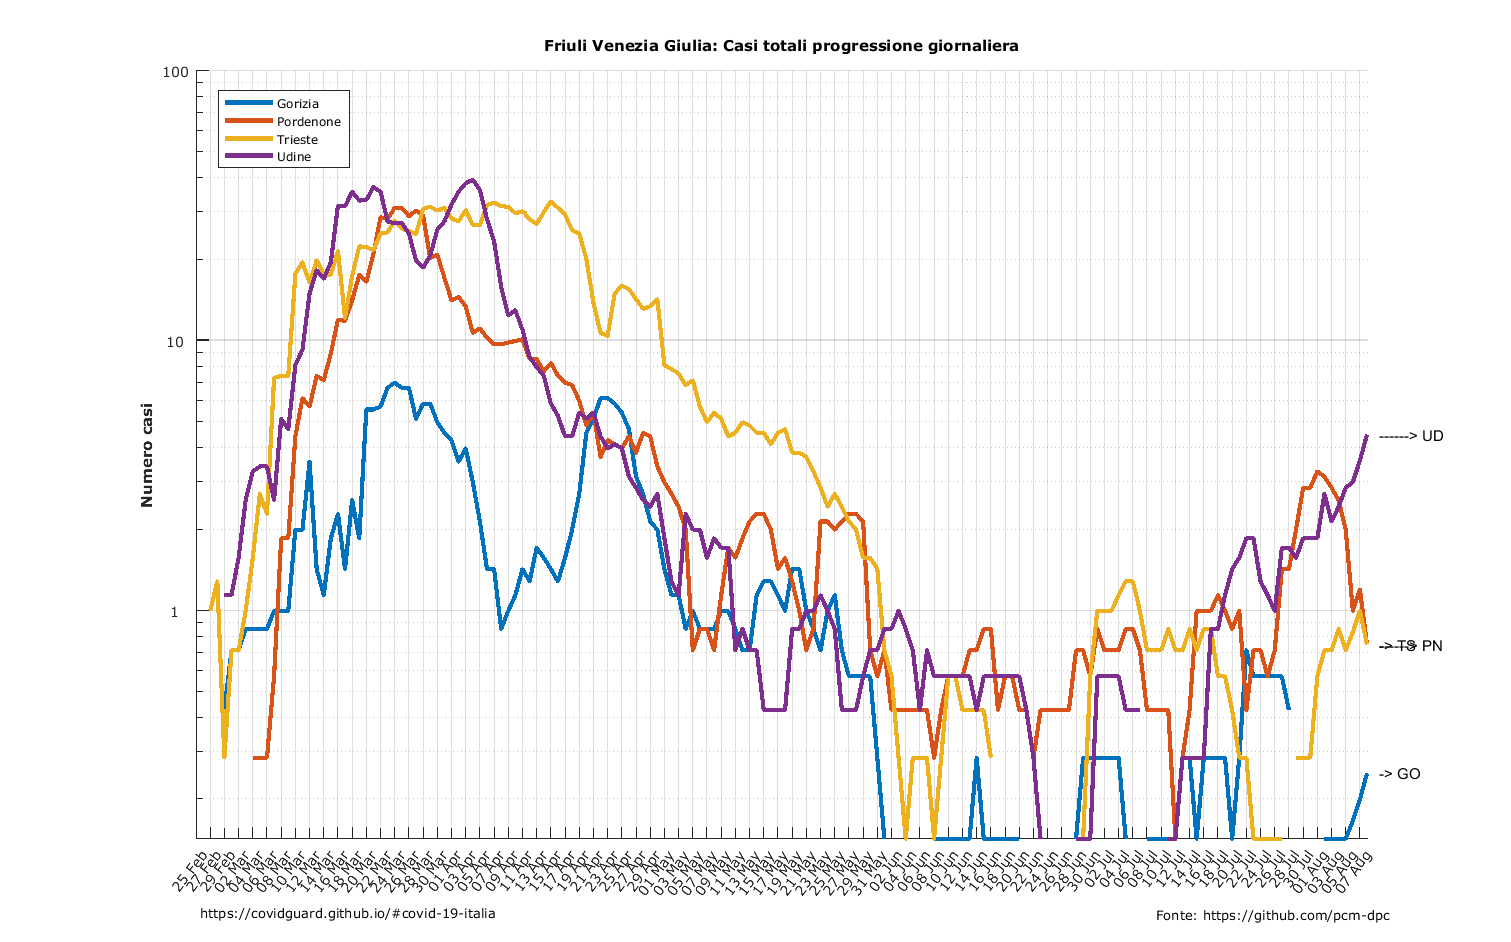 Friuli Venezia Giulia: Casi totali progressione giornaliera
100
10
1
Numero casi
Gorizia
Pordenone
Trieste
Udine
------> UD
-> TS
PN
-> GO
25 Feb
27 Feb
29 Feb
02 Mar
04 Mar
06 Mar
08 Mar
10 Mar
12 Mar
14 Mar
16 Mar
18 Mar
20 Mar
22 Mar
24 Mar
26 Mar
28 Mar
30 Mar
01 Apr
03 Apr
05 Apr
07 Apr
09 Apr
11 Apr
13 Apr
15 Apr
17 Apr
19 Apr
21 Apr
23 Apr
25 Apr
27 Apr
29 Apr
01 May
03 May
05 May
07 May
09 May
11 May
13 May
15 May
17 May
19 May
21 May
23 May
25 May
27 May
29 May
31 May
02 Jun
04 Jun
06 Jun
08 Jun
10 Jun
12 Jun
14 Jun
16 Jun
18 Jun
20 Jun
22 Jun
24 Jun
26 Jun
28 Jun
30 Jun
02 Jul
04 Jul
06 Jul
08 Jul
10 Jul
12 Jul
14 Jul
16 Jul
18 Jul
20 Jul
22 Jul
24 Jul
26 Jul
28 Jul
30 Jul
01 Aug
03 Aug
05 Aug
07 Aug
https://covidguard.github.io/#covid-19-italia
Fonte: https://github.com/pcm-dpc